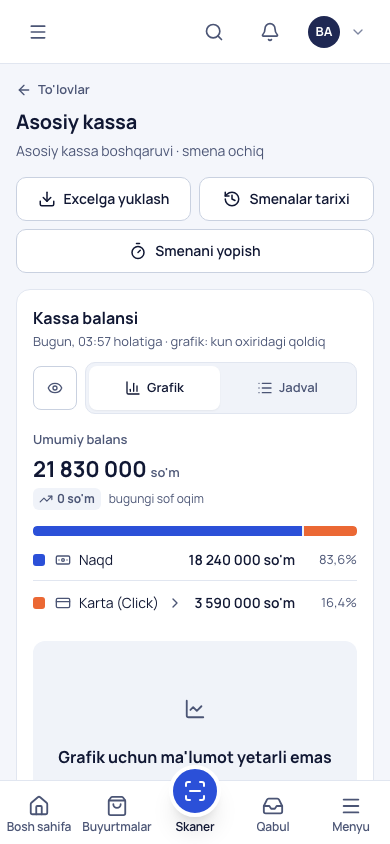 BA
To'lovlar
Asosiy kassa
Asosiy kassa boshqaruvi · smena ochiq
Excelga yuklash
Smenalar tarixi
Smenani yopish
Kassa balansi
Bugun, 03:57 holatiga · grafik: kun oxiridagi qoldiq
Grafik
Jadval
Umumiy balans
21 830 000 so'm
0 so'm bugungi sof oqim
Naqd 18 240 000 so'm 83,6%
Karta (Click) 3 590 000 so'm 16,4%
Grafik uchun ma'lumot yetarli emas
Bosh sahifa
Buyurtmalar
Skaner
Qabul
Menyu